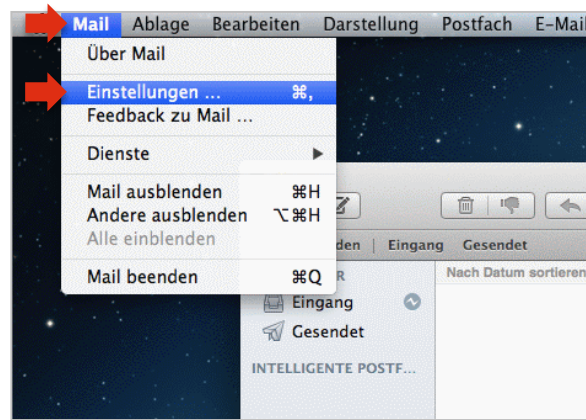 Mail Ablage Bearbeiten Darstellung Postfach E-Mail
Über Mail
Einstellungen ... ⌘,
Feedback zu Mail ...
Dienste ▶
Mail ausblenden ⌘H
Andere ausblenden ⌥⌘H
Alle einblenden
Mail beenden ⌘Q
Eingang Gesendet
Nach Datum sortieren
Eingang
Gesendet
INTELLIGENTE POSTF...